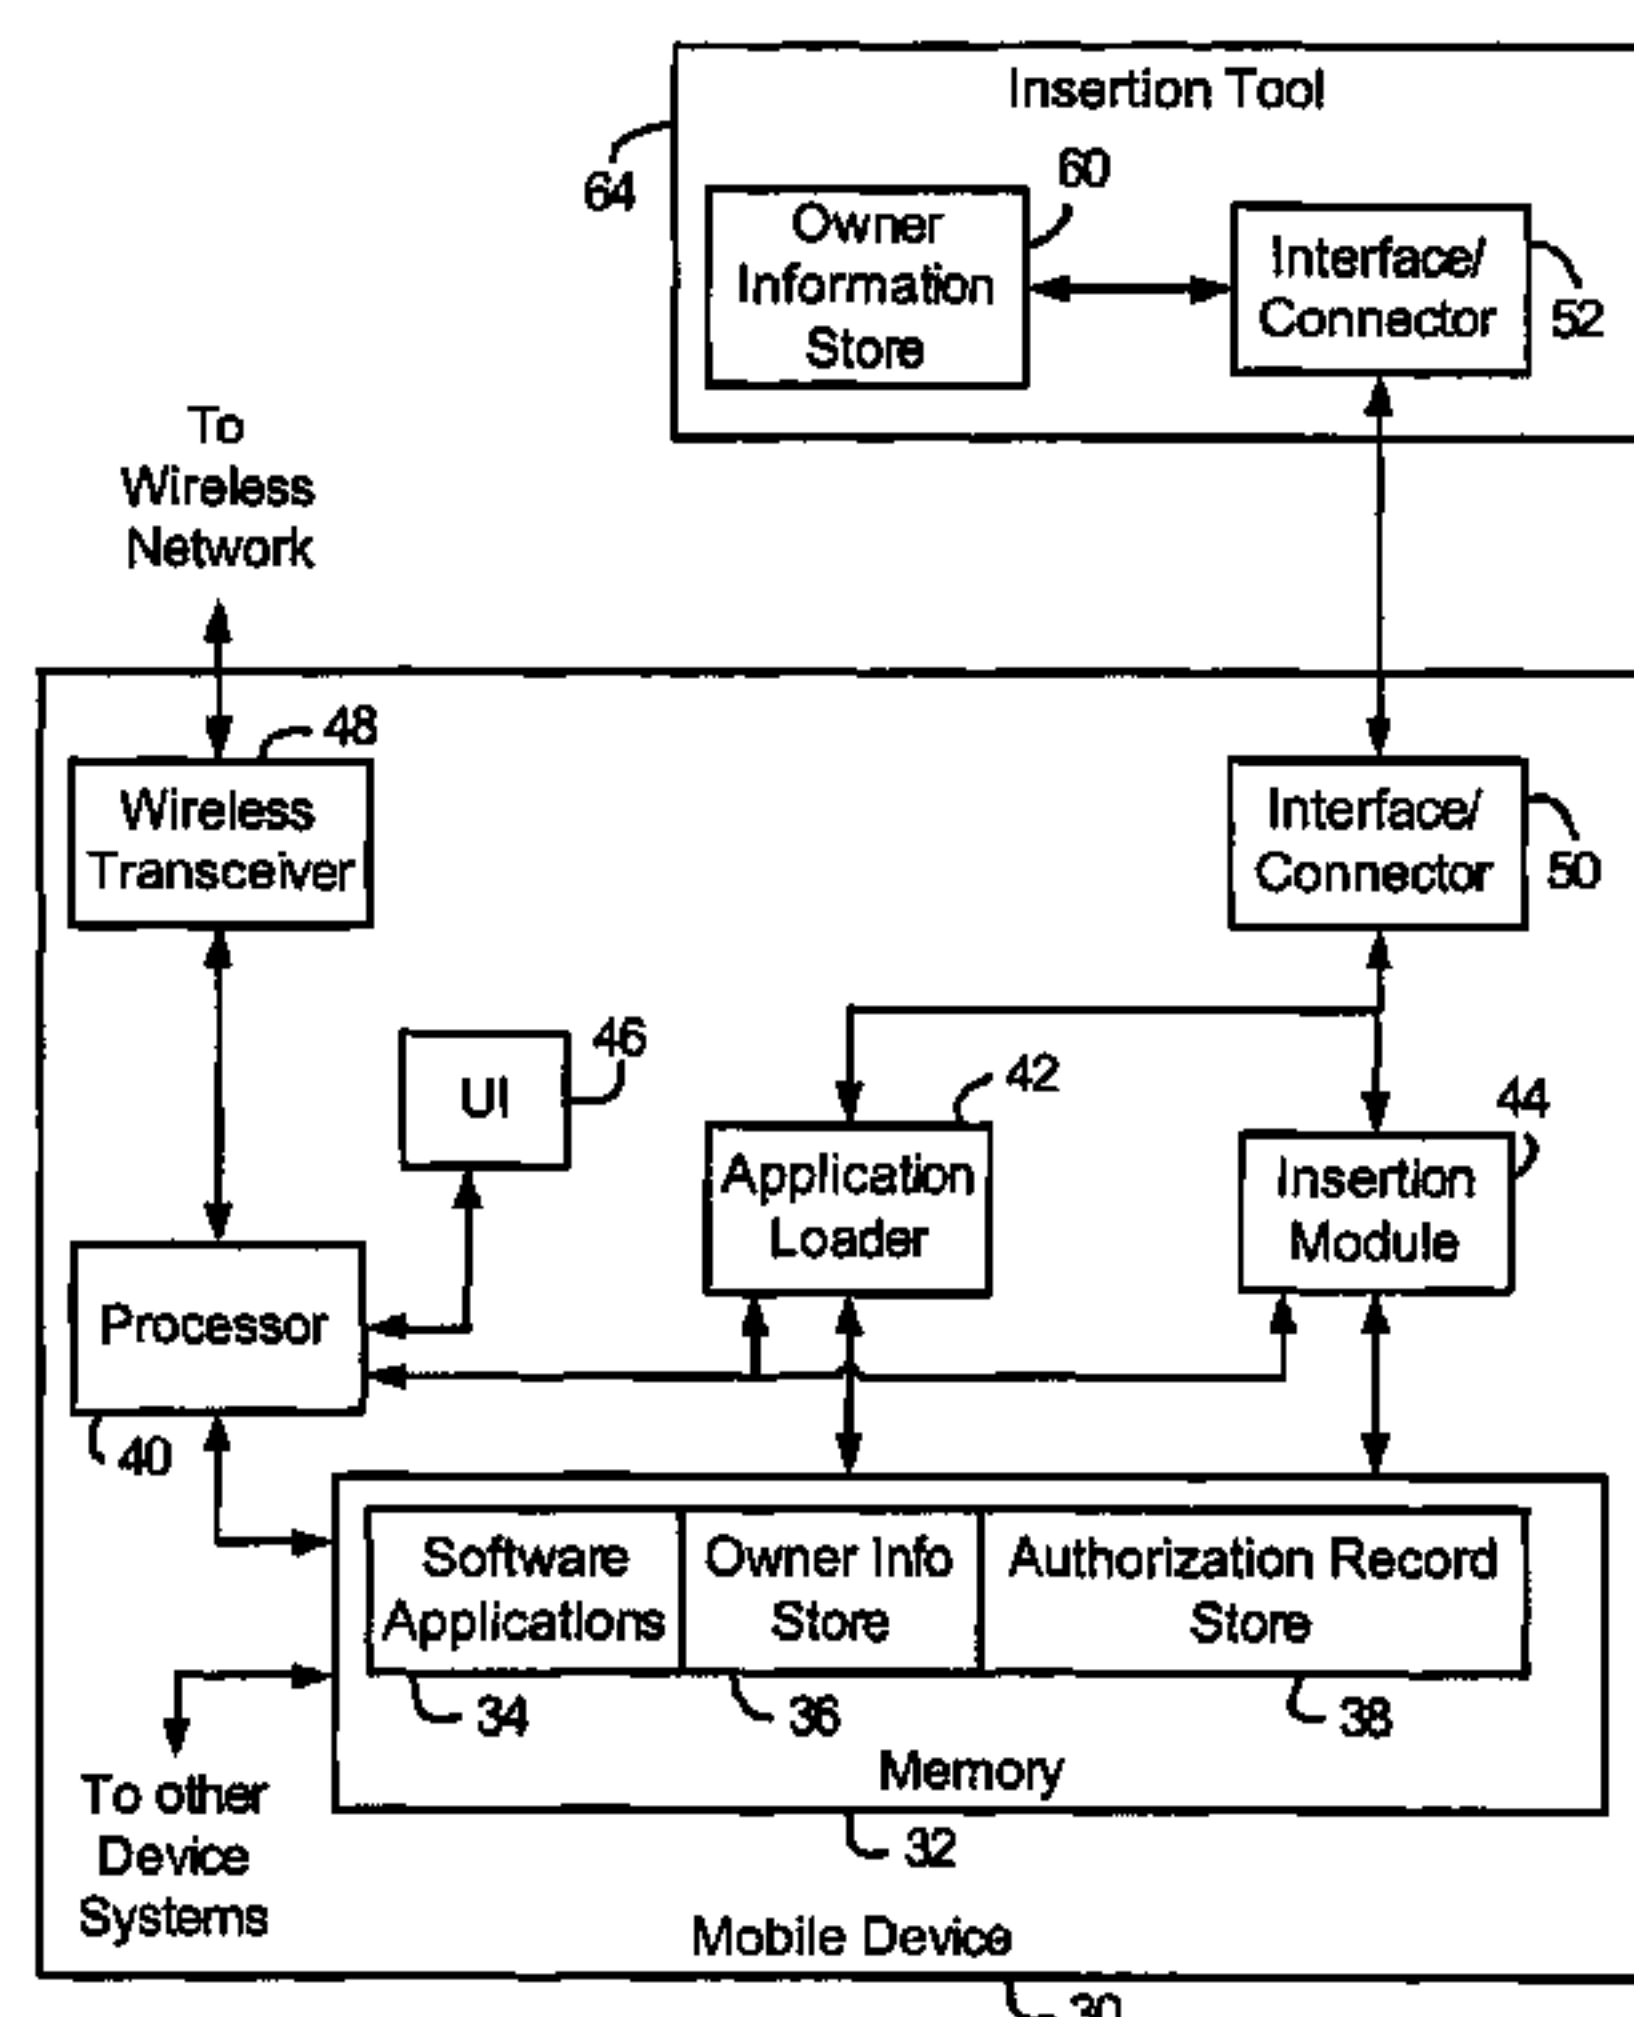 Insertion Tool
64
60
Owner
Information
Store
Interface/
Connector
52
To
Wireless
Network
48
Wireless
Transceiver
Interface/
Connector
50
46
UI
42
Application
Loader
44
Insertion
Module
Processor
40
Software
Applications
Owner Info
Store
Authorization Record
Store
34
36
38
Memory
32
To other
Device
Systems
Mobile Device
30